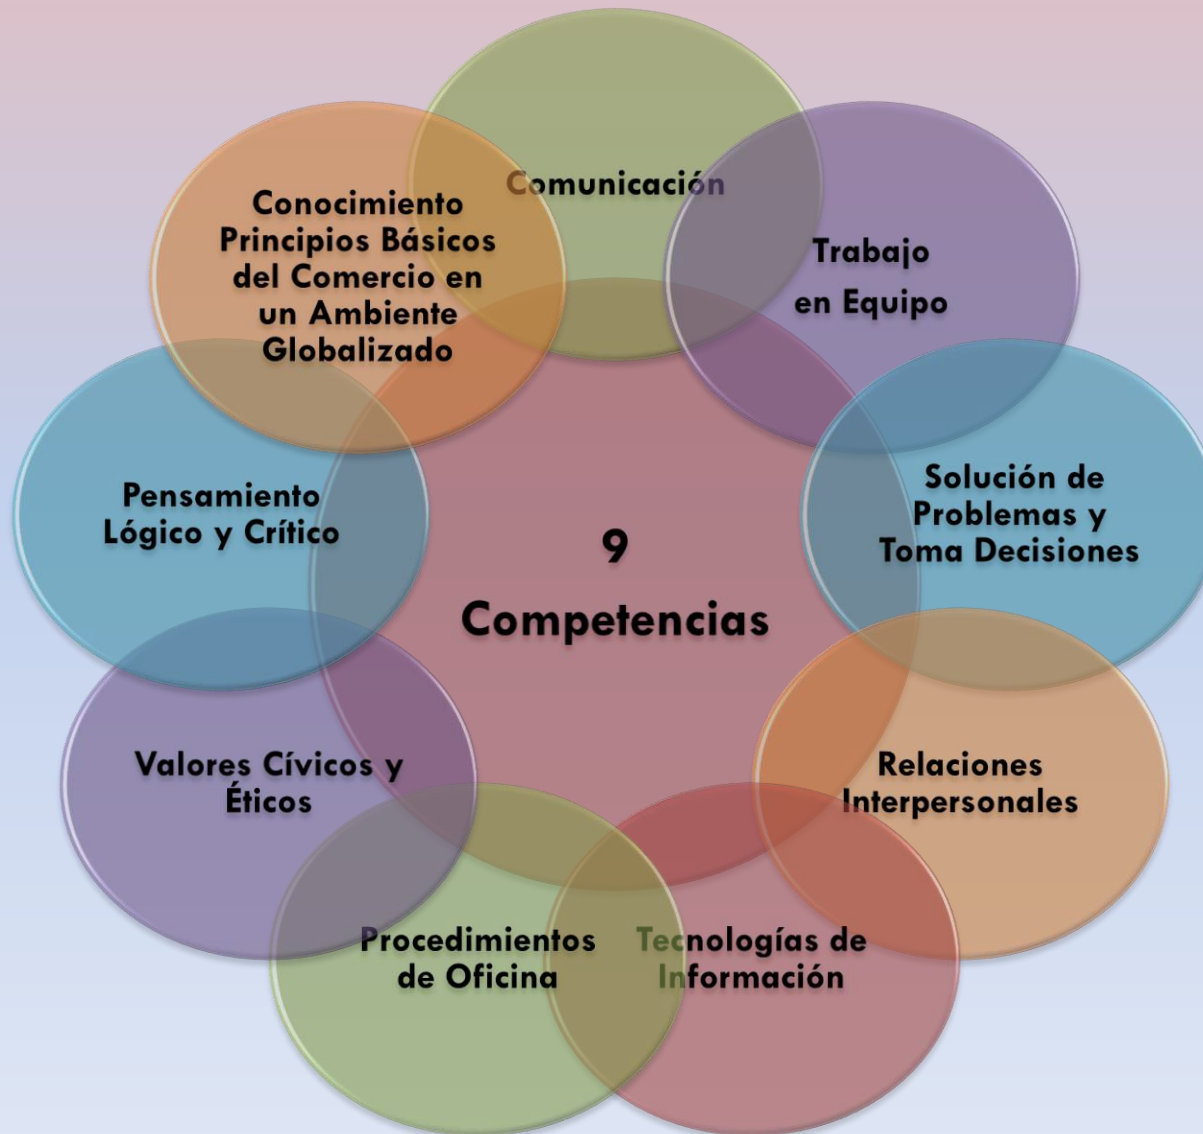 Comunicación
Trabajo
en Equipo
Solución de
Problemas y
Toma Decisiones
Relaciones
Interpersonales
Tecnologías de
Información
Procedimientos
de Oficina
Valores Cívicos y
Éticos
Pensamiento
Lógico y Crítico
Conocimiento
Principios Básicos
del Comercio en
un Ambiente
Globalizado
9
Competencias